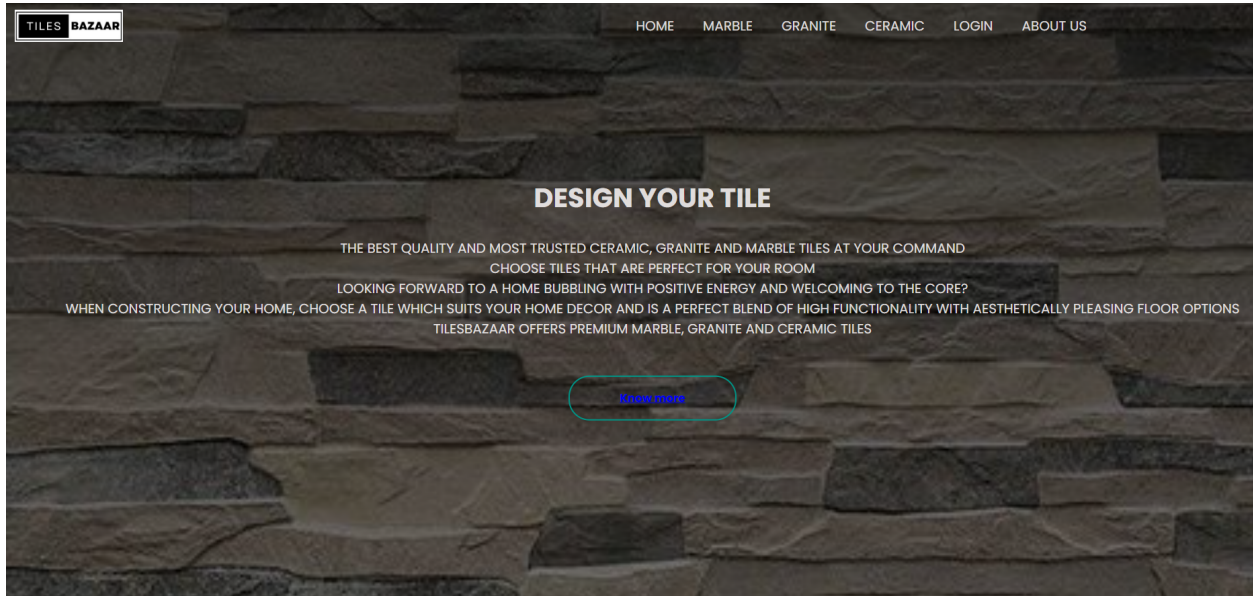 TILES BAZAAR
HOME MARBLE GRANITE CERAMIC LOGIN ABOUT US
DESIGN YOUR TILE
THE BEST QUALITY AND MOST TRUSTED CERAMIC, GRANITE AND MARBLE TILES AT YOUR COMMAND
CHOOSE TILES THAT ARE PERFECT FOR YOUR ROOM
LOOKING FORWARD TO A HOME BUBBLING WITH POSITIVE ENERGY AND WELCOMING TO THE CORE?
WHEN CONSTRUCTING YOUR HOME, CHOOSE A TILE WHICH SUITS YOUR HOME DECOR AND IS A PERFECT BLEND OF HIGH FUNCTIONALITY WITH AESTHETICALLY PLEASING FLOOR OPTIONS
TILESBAZAAR OFFERS PREMIUM MARBLE, GRANITE AND CERAMIC TILES
Know more